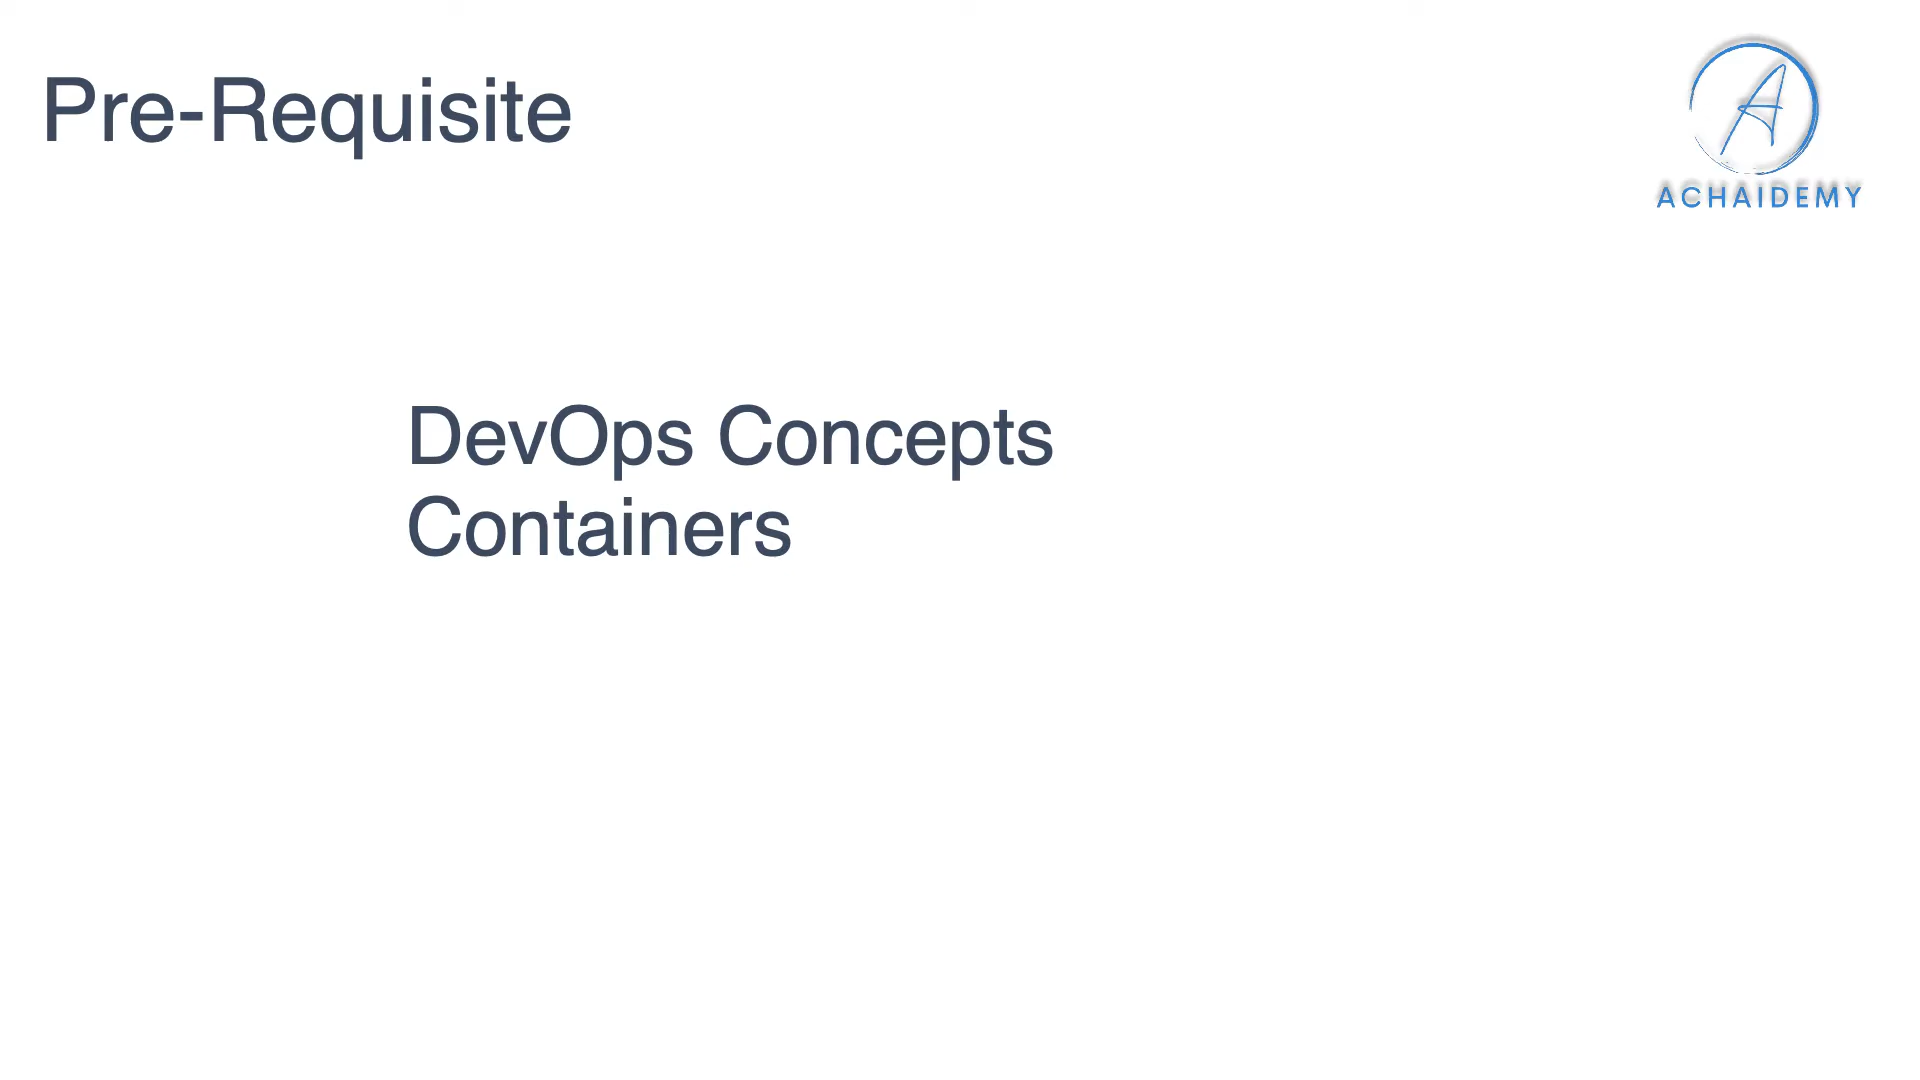 Pre-Requisite
A
ACHAIDEMY
DevOps Concepts
Containers